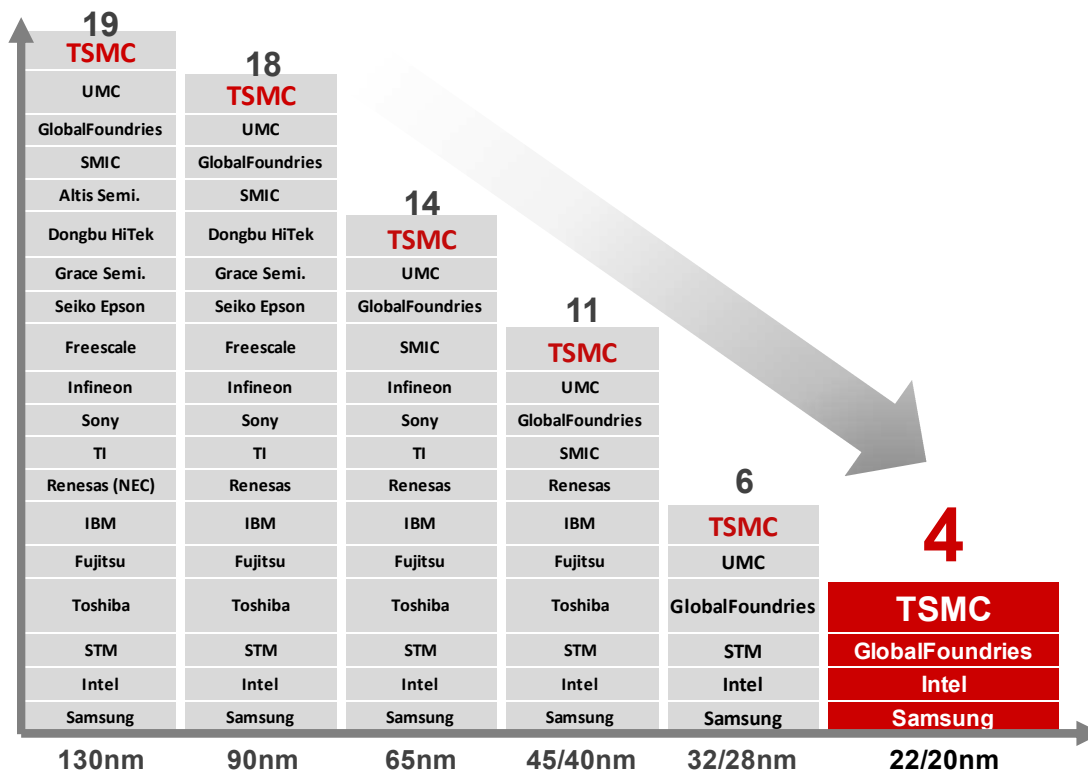 19
TSMC
UMC
GlobalFoundries
SMIC
Altis Semi.
Dongbu HiTek
Grace Semi.
Seiko Epson
Freescale
Infineon
Sony
TI
Renesas (NEC)
IBM
Fujitsu
Toshiba
STM
Intel
Samsung
130nm
18
TSMC
UMC
GlobalFoundries
SMIC
Dongbu HiTek
Grace Semi.
Seiko Epson
Freescale
Infineon
Sony
TI
Renesas
IBM
Fujitsu
Toshiba
STM
Intel
Samsung
90nm
14
TSMC
UMC
GlobalFoundries
SMIC
Infineon
Sony
TI
Renesas
IBM
Fujitsu
Toshiba
STM
Intel
Samsung
65nm
11
TSMC
UMC
GlobalFoundries
SMIC
Renesas
IBM
Fujitsu
Toshiba
STM
Intel
Samsung
45/40nm
6
TSMC
UMC
GlobalFoundries
STM
Intel
Samsung
32/28nm
4
TSMC
GlobalFoundries
Intel
Samsung
22/20nm